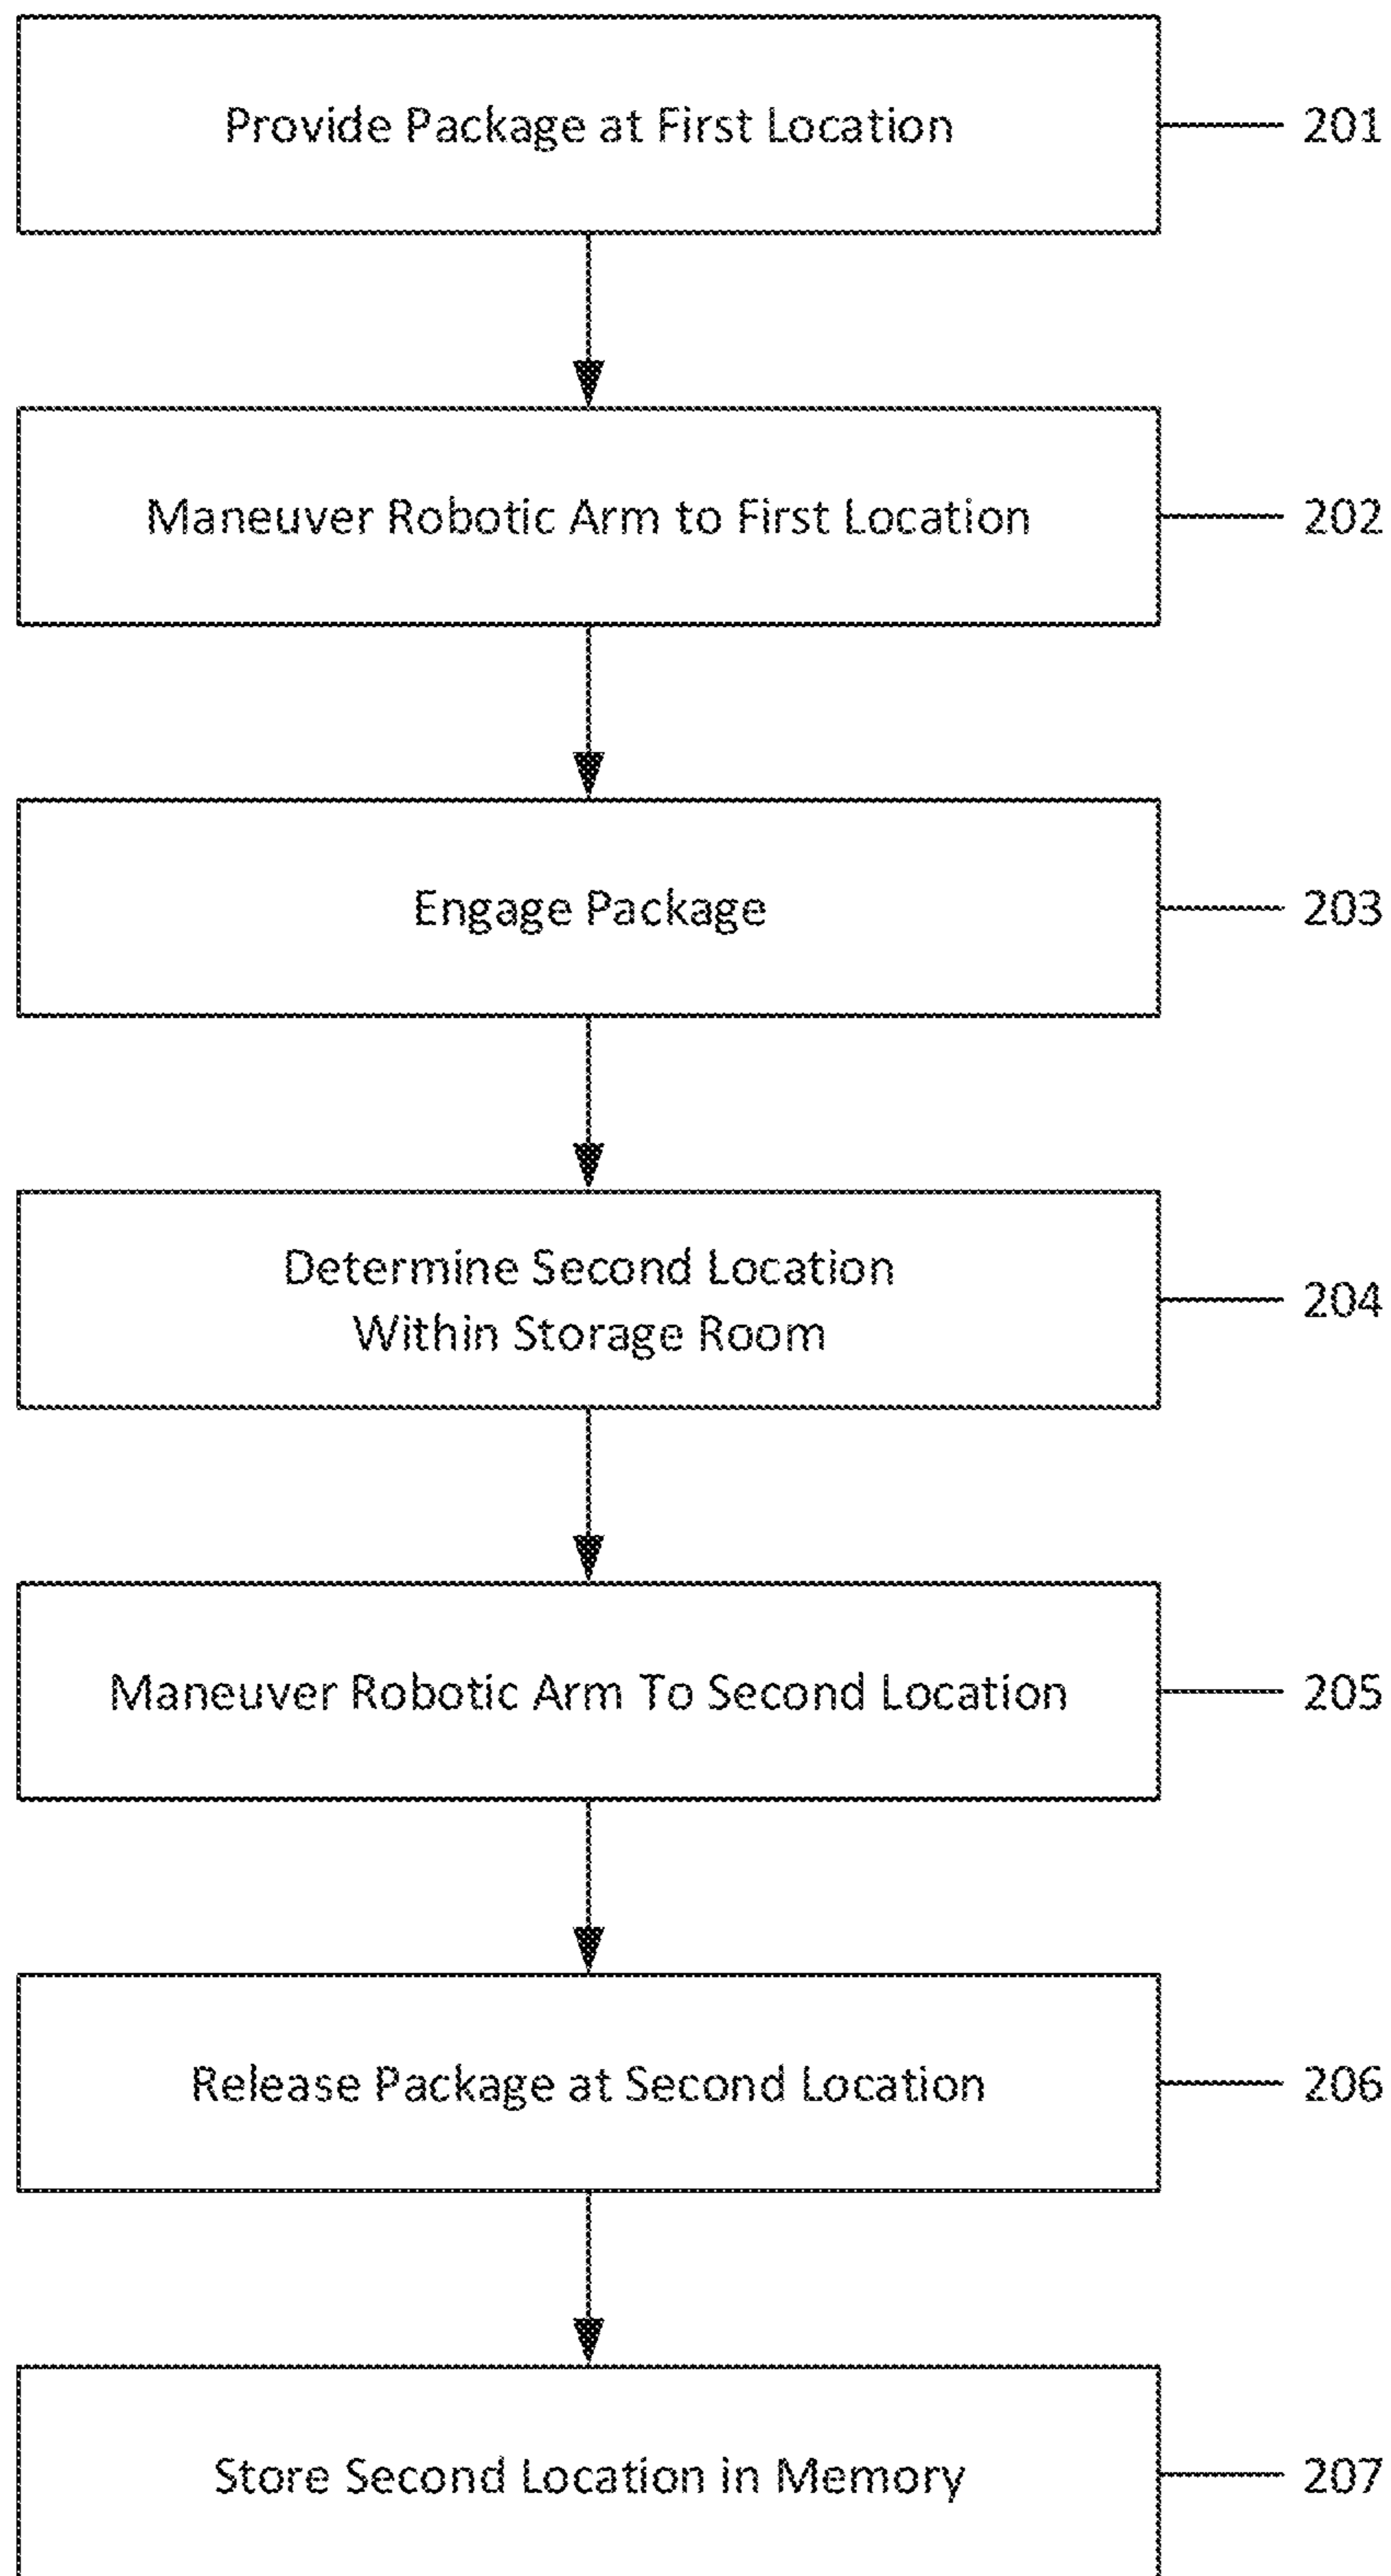 Provide Package at First Location
201
Maneuver Robotic Arm to First Location
202
Engage Package
203
Determine Second Location
Within Storage Room
204
Maneuver Robotic Arm To Second Location
205
Release Package at Second Location
206
Store Second Location in Memory
207